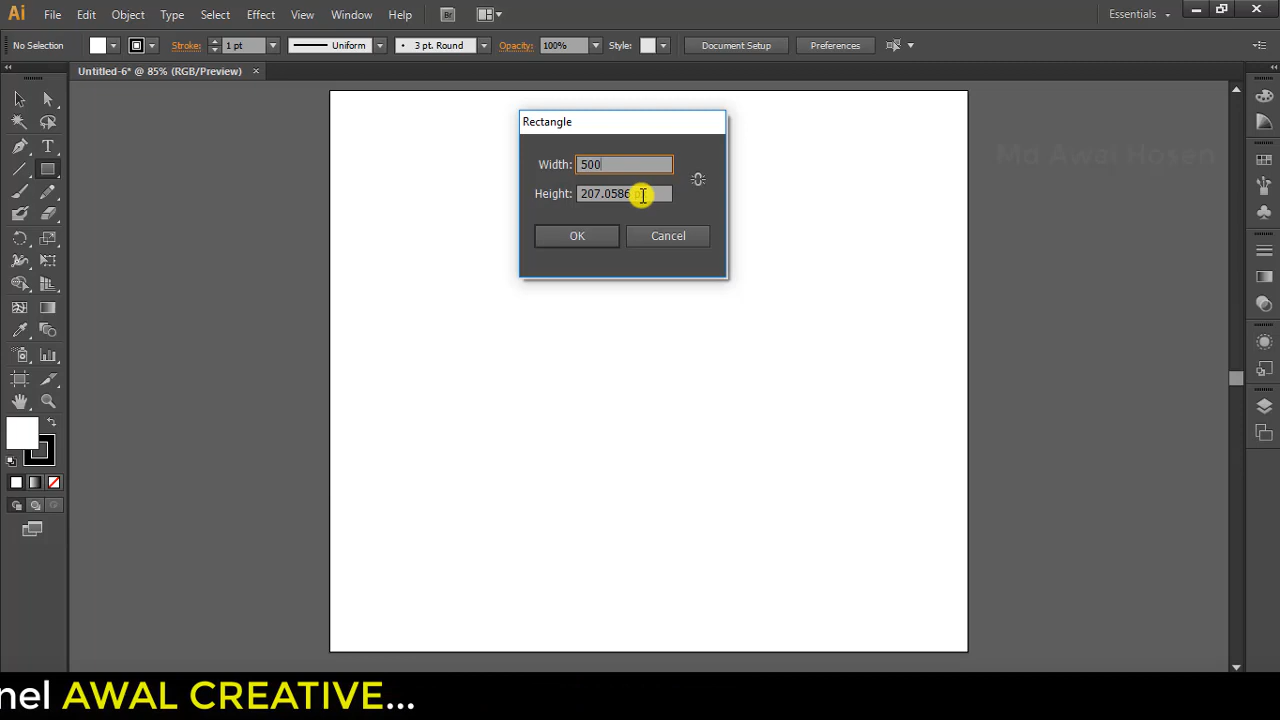 Ai File Edit Object Type Select Effect View Window Help Br Essentials
No Selection Stroke: 1 pt Uniform 3 pt. Round Opacity: 100% Style: Document Setup Preferences
Untitled-6* @ 85% (RGB/Preview) ×
Rectangle
Md Awal Hosen
Width: 500
Height: 207.0586
OK Cancel
nel AWAL CREATIVE...